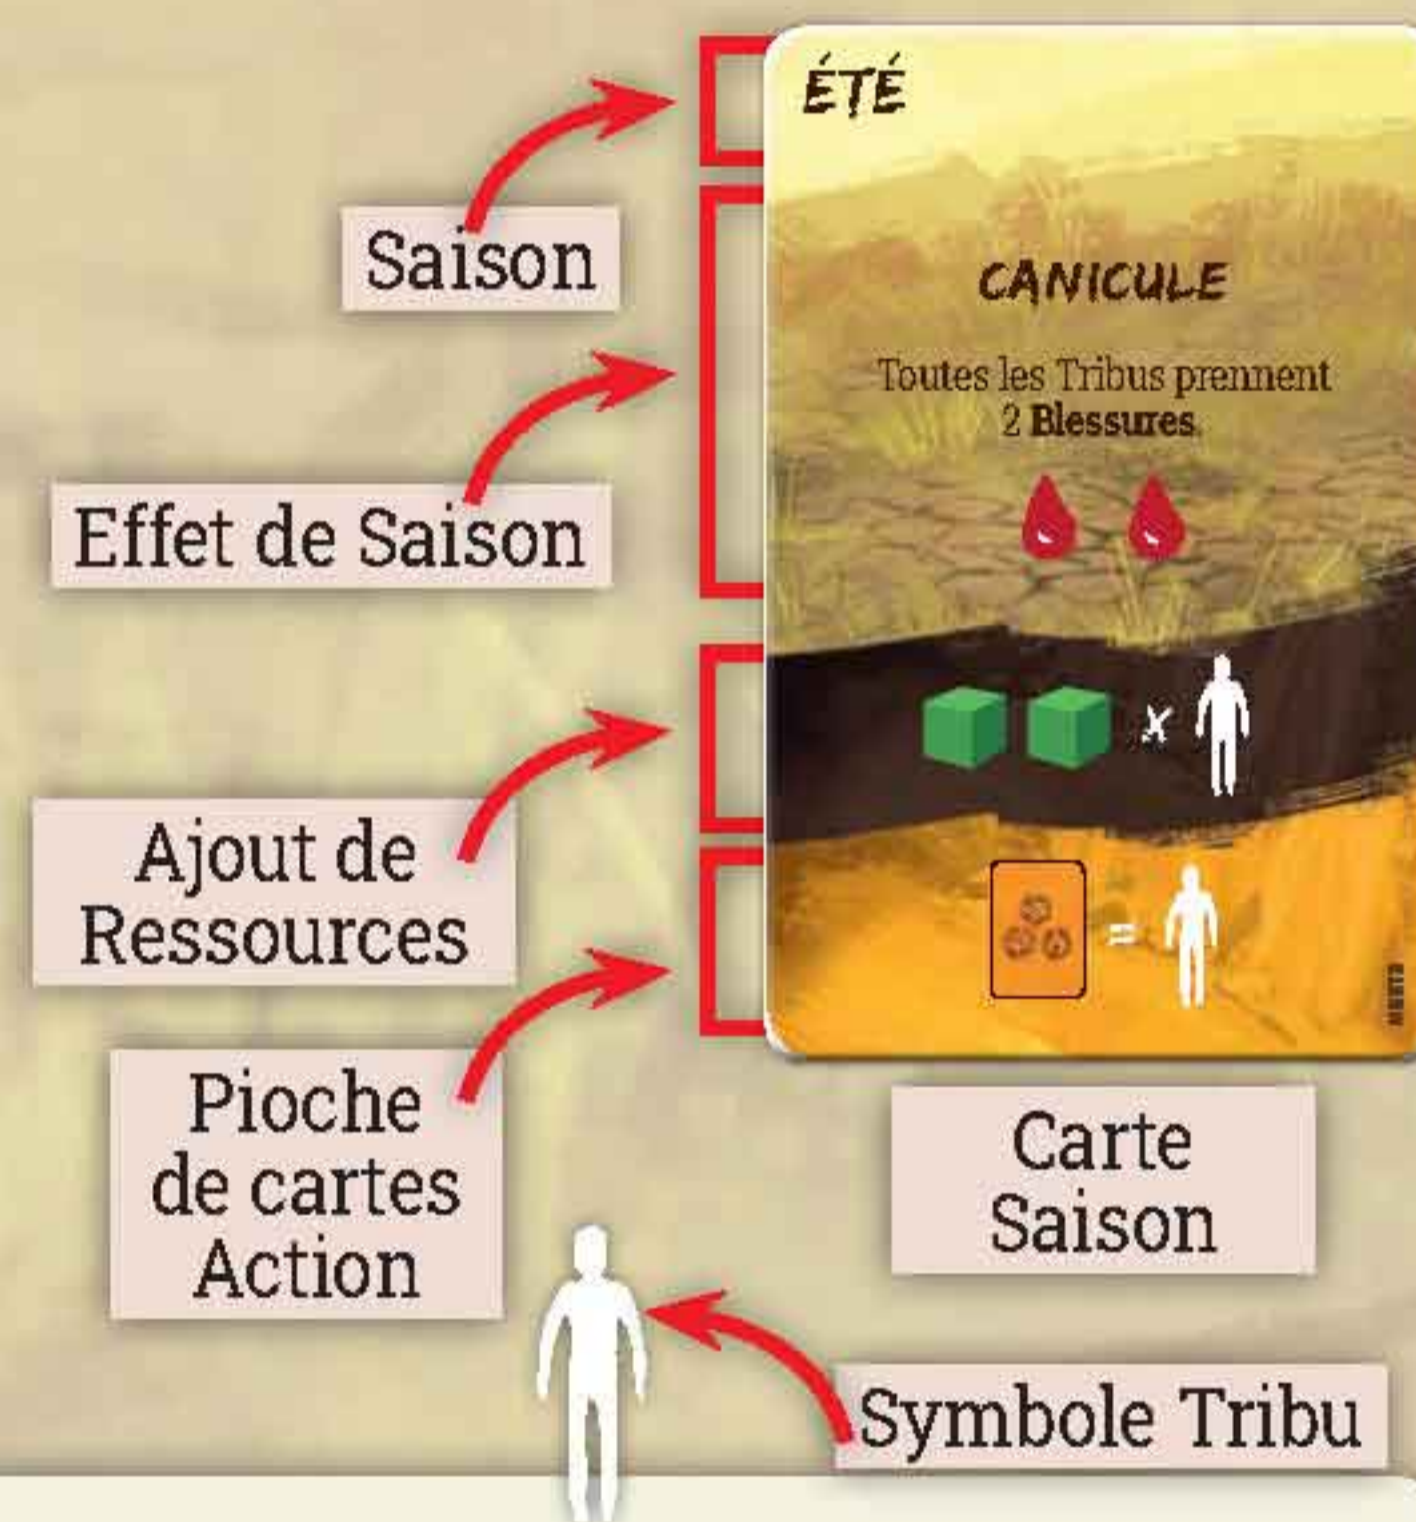 ÉTÉ
Saison
CANICULE
Toutes les Tribus prennent
2 Blessures.
Effet de Saison
x
Ajout de
Ressources
=
Pioche
de cartes
Action
Carte
Saison
Symbole Tribu